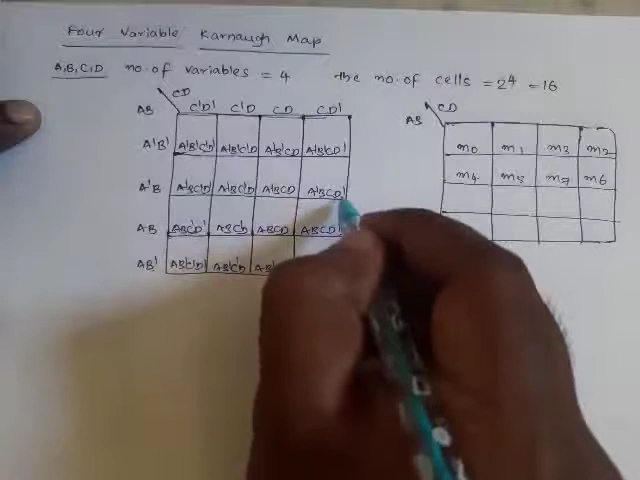 Four Variable Karnaugh Map
A,B,C,D no.of variables = 4 the no.of cells = 2⁴ = 16
CD
AB C'D' C'D CD CD'
A'B' A'B'C'D' A'B'C'D A'B'CD A'B'CD'
A'B A'BC'D' A'BC'D A'BCD A'BCD'
AB ABC'D' ABC'D ABCD ABCD'
AB' AB'C'D' AB'C'D
CD
AB
m0 m1 m3 m2
m4 m5 m7 m6